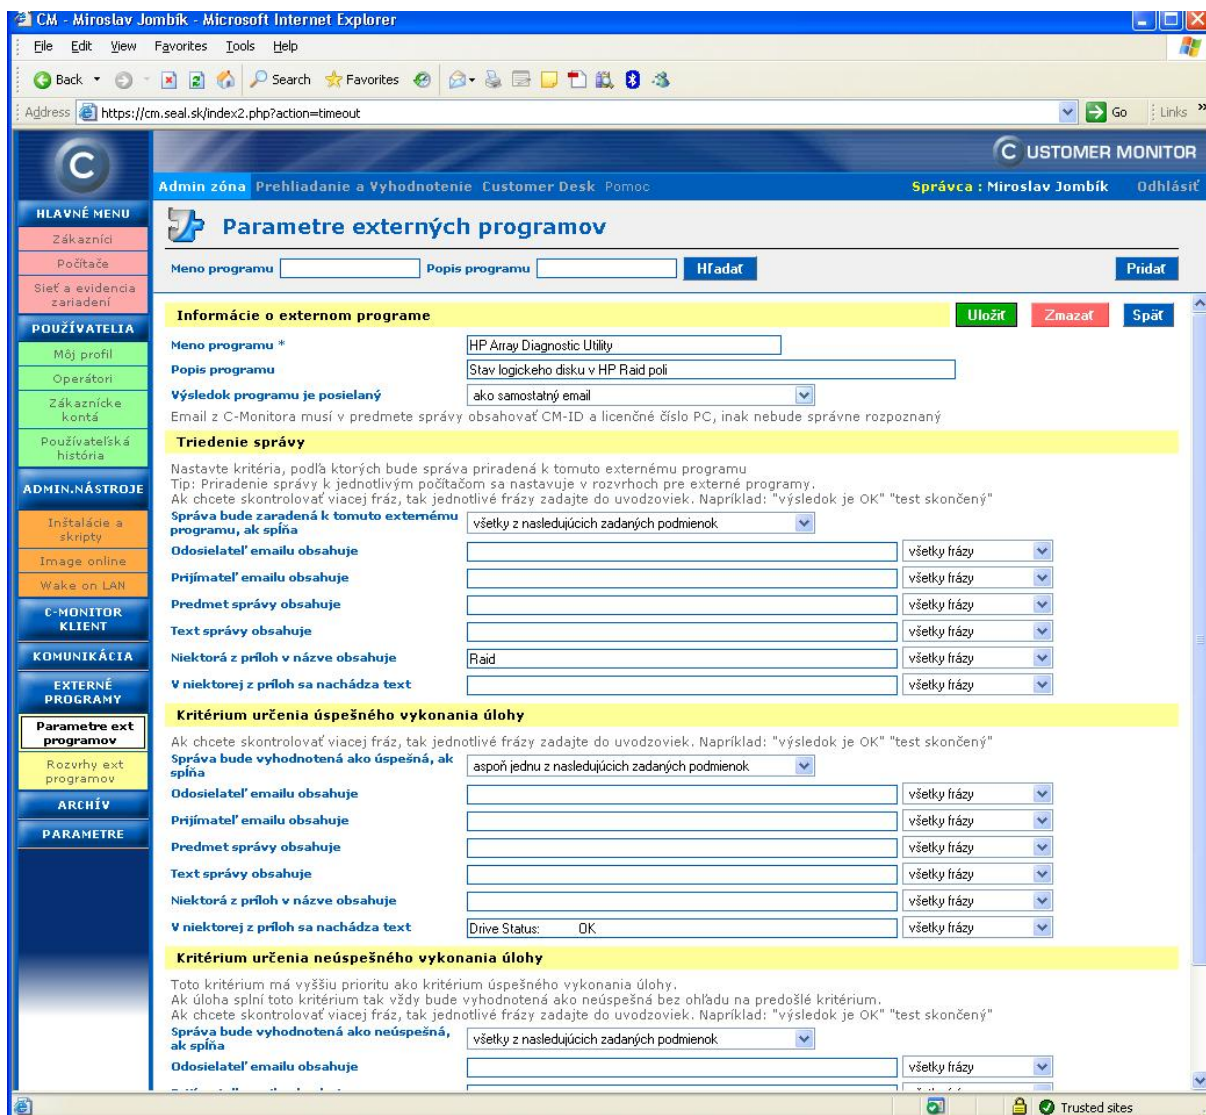 CM - Miroslav Jombík - Microsoft Internet Explorer
File Edit View Favorites Tools Help
Back Search Favorites
Address https://cm.seal.sk/index2.php?action=timeout Go Links »
C C USTOMER MONITOR
Admin zóna Prehliadanie a Vyhodnotenie Customer Desk Pomoc Správca : Miroslav Jombík Odhlásiť
HLAVNÉ MENU
Zákazníci
Počítače
Sieť a evidencia
zariadení
POUŽÍVATELIA
Môj profil
Operátori
Zákaznícke
kontá
Používateľská
história
ADMIN.NÁSTROJE
Inštalácie a
skripty
Image online
Wake on LAN
C-MONITOR
KLIENT
KOMUNIKÁCIA
EXTERNÉ
PROGRAMY
Parametre ext
programov
Rozvrhy ext
programov
ARCHÍV
PARAMETRE
Parametre externých programov
Meno programu Popis programu Hľadať Pridať
Informácie o externom programe Uložiť Zmazať Späť
Meno programu * HP Array Diagnostic Utility
Popis programu Stav logickeho disku v HP Raid poli
Výsledok programu je posielaný ako samostatný email
Email z C-Monitora musí v predmete správy obsahovať CM-ID a licenčné číslo PC, inak nebude správne rozpoznaný
Triedenie správy
Nastavte kritéria, podľa ktorých bude správa priradená k tomuto externému programu
Tip: Priradenie správy k jednotlivým počítačom sa nastavuje v rozvrhoch pre externé programy.
Ak chcete skontrolovať viacej fráz, tak jednotlivé frázy zadajte do uvodzoviek. Napríklad: "výsledok je OK" "test skončený"
Správa bude zaradená k tomuto externému
programu, ak spĺňa všetky z nasledujúcich zadaných podmienok
Odosielateľ emailu obsahuje všetky frázy
Prijímateľ emailu obsahuje všetky frázy
Predmet správy obsahuje všetky frázy
Text správy obsahuje všetky frázy
Niektorá z príloh v názve obsahuje Raid všetky frázy
V niektorej z príloh sa nachádza text všetky frázy
Kritérium určenia úspešného vykonania úlohy
Ak chcete skontrolovať viacej fráz, tak jednotlivé frázy zadajte do uvodzoviek. Napríklad: "výsledok je OK" "test skončený"
Správa bude vyhodnotená ako úspešná, ak
spĺňa aspoň jednu z nasledujúcich zadaných podmienok
Odosielateľ emailu obsahuje všetky frázy
Prijímateľ emailu obsahuje všetky frázy
Predmet správy obsahuje všetky frázy
Text správy obsahuje všetky frázy
Niektorá z príloh v názve obsahuje všetky frázy
V niektorej z príloh sa nachádza text Drive Status: OK všetky frázy
Kritérium určenia neúspešného vykonania úlohy
Toto kritérium má vyššiu prioritu ako kritérium úspešného vykonania úlohy.
Ak úloha splní toto kritérium tak vždy bude vyhodnotená ako neúspešná bez ohľadu na predošlé kritérium.
Ak chcete skontrolovať viacej fráz, tak jednotlivé frázy zadajte do uvodzoviek. Napríklad: "výsledok je OK" "test skončený"
Správa bude vyhodnotená ako neúspešná,
ak spĺňa všetky z nasledujúcich zadaných podmienok
Odosielateľ emailu obsahuje všetky frázy
Trusted sites